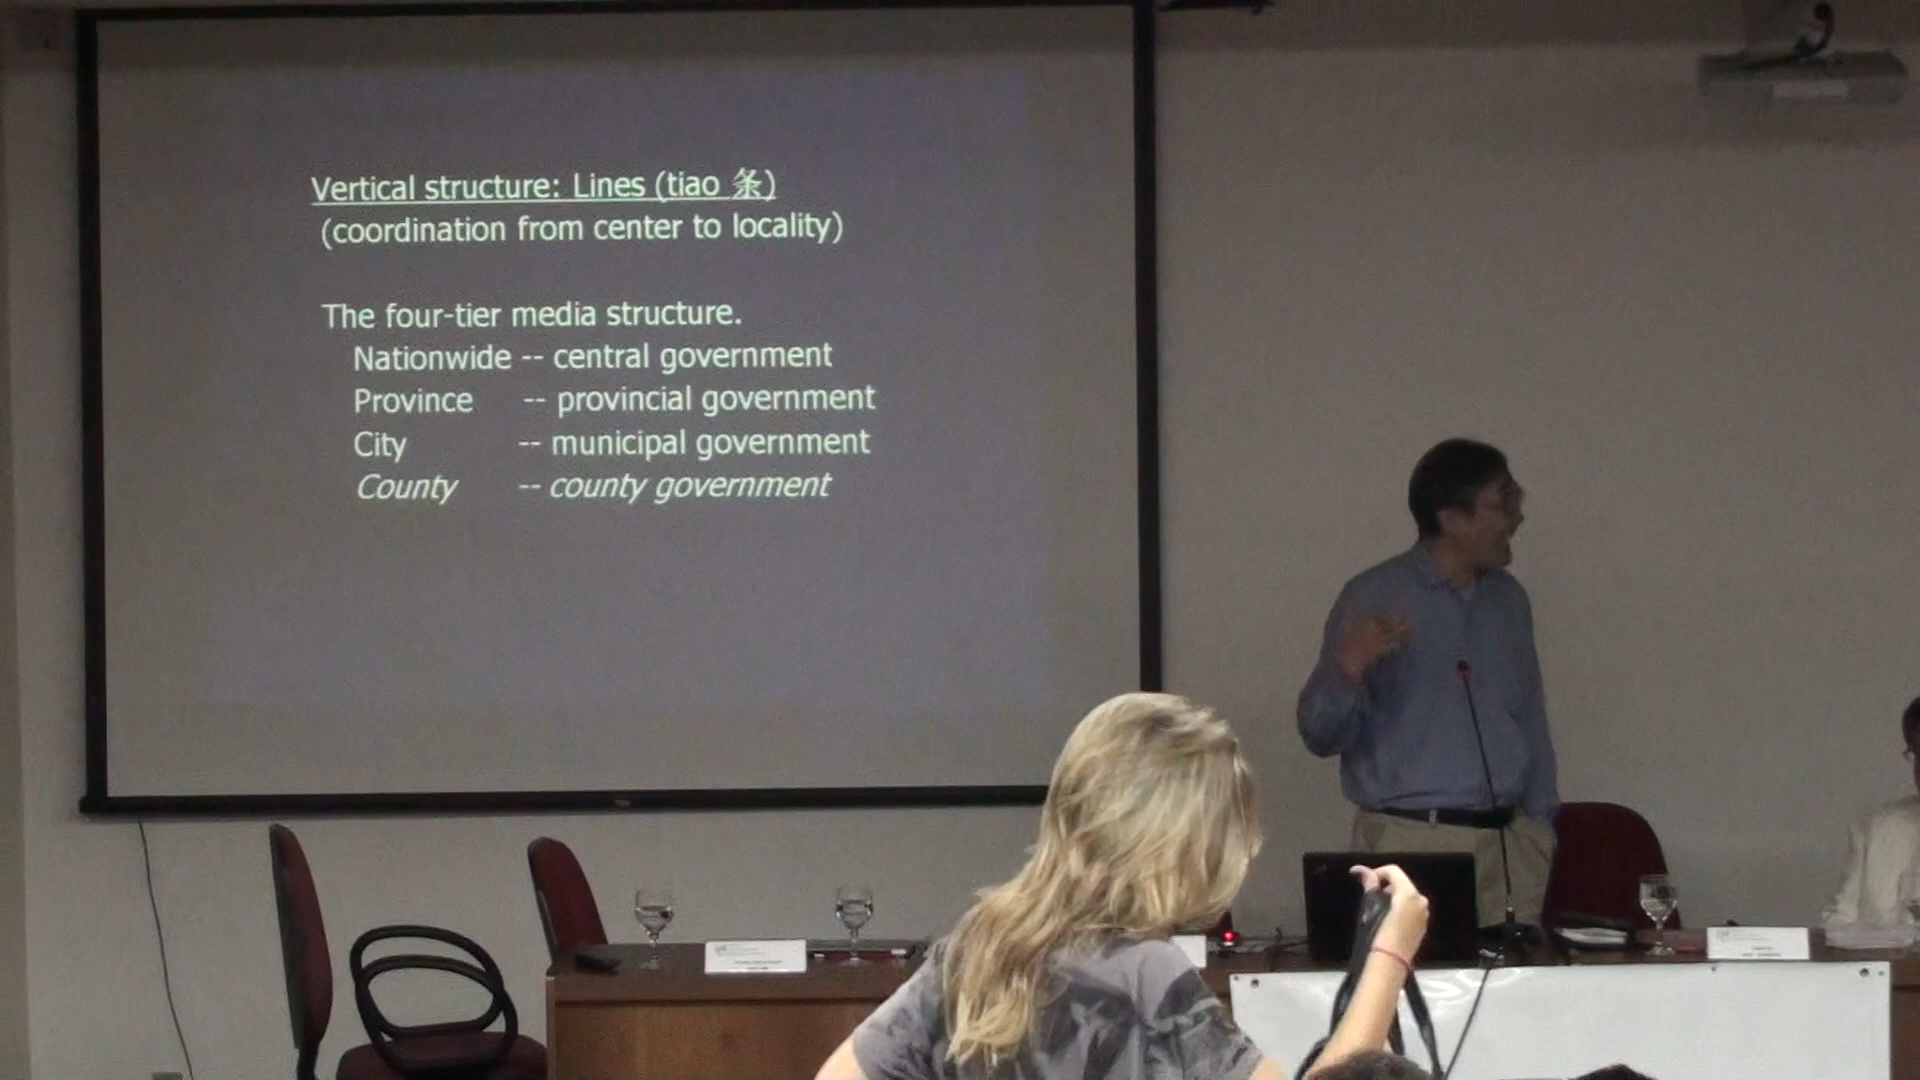 Vertical structure: Lines (tiao 条)
(coordination from center to locality)
The four-tier media structure.
Nationwide -- central government
Province -- provincial government
City -- municipal government
County -- county government